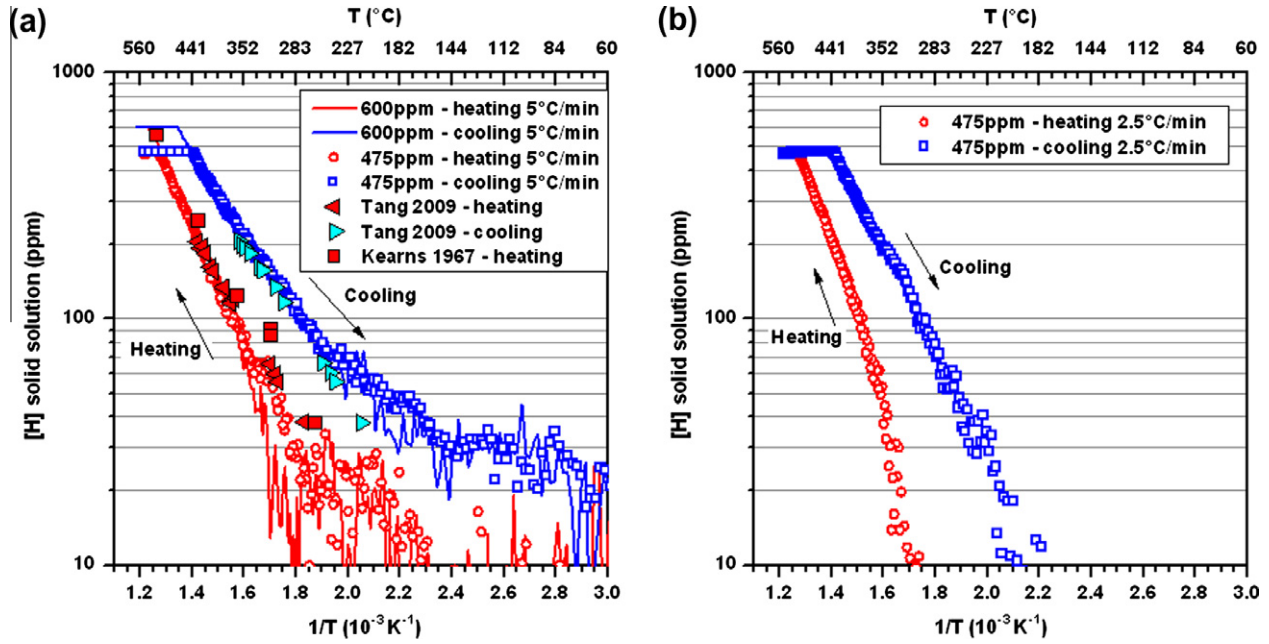 (a)
T (°C)
560 441 352 283 227 182 144 112 84 60
1000
100
10
[H] solid solution (ppm)
600ppm - heating 5°C/min
600ppm - cooling 5°C/min
475ppm - heating 5°C/min
475ppm - cooling 5°C/min
Tang 2009 - heating
Tang 2009 - cooling
Kearns 1967 - heating
Cooling
Heating
1.2 1.4 1.6 1.8 2.0 2.2 2.4 2.6 2.8 3.0
1/T (10⁻³ K⁻¹)
(b)
T (°C)
560 441 352 283 227 182 144 112 84 60
1000
100
10
[H] solid solution (ppm)
475ppm - heating 2.5°C/min
475ppm - cooling 2.5°C/min
Cooling
Heating
1.2 1.4 1.6 1.8 2.0 2.2 2.4 2.6 2.8 3.0
1/T (10⁻³ K⁻¹)